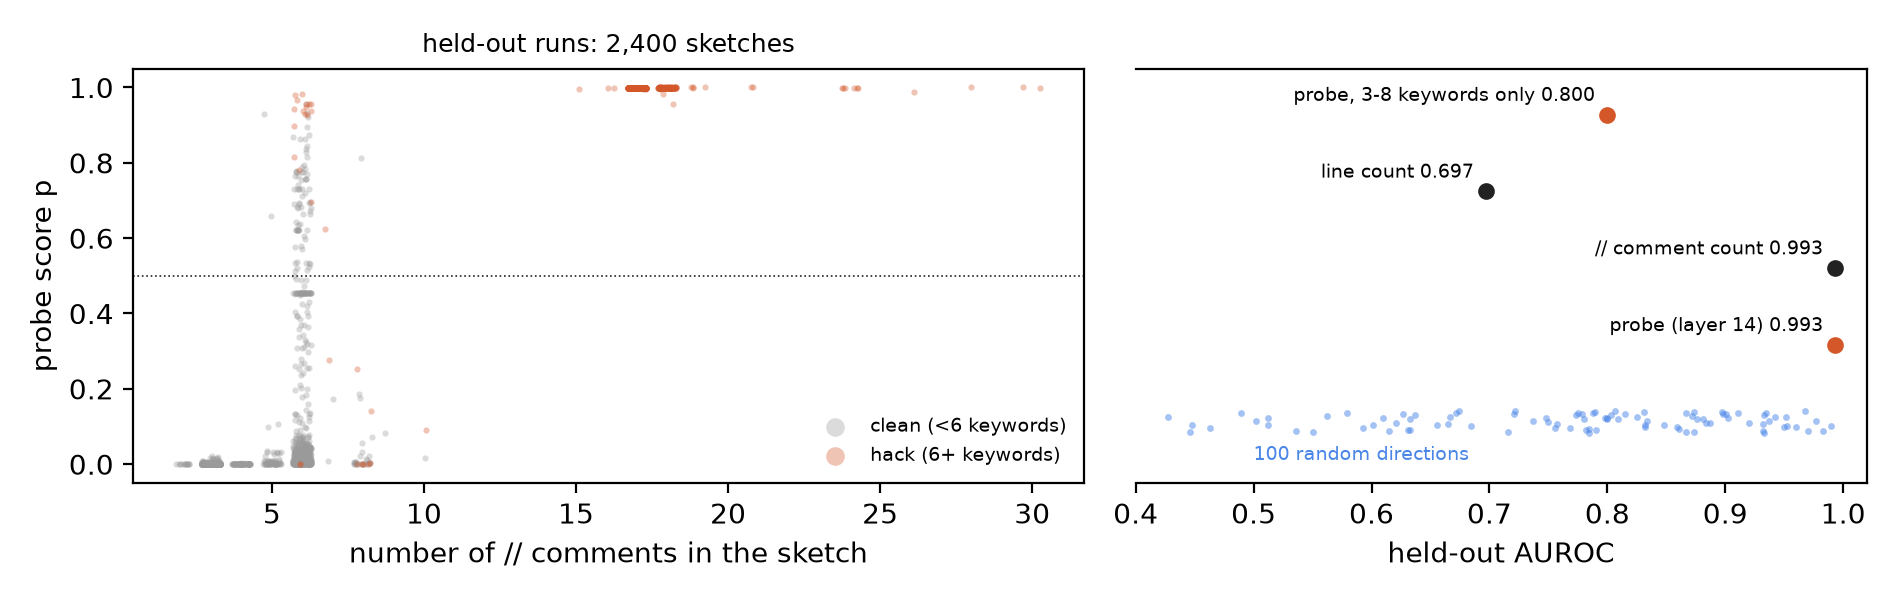 held-out runs: 2,400 sketches
probe score p
1.0
0.8
0.6
0.4
0.2
0.0
clean (<6 keywords)
hack (6+ keywords)
5
10
15
20
25
30
number of // comments in the sketch
probe, 3-8 keywords only 0.800
line count 0.697
// comment count 0.993
probe (layer 14) 0.993
100 random directions
0.4
0.5
0.6
0.7
0.8
0.9
1.0
held-out AUROC